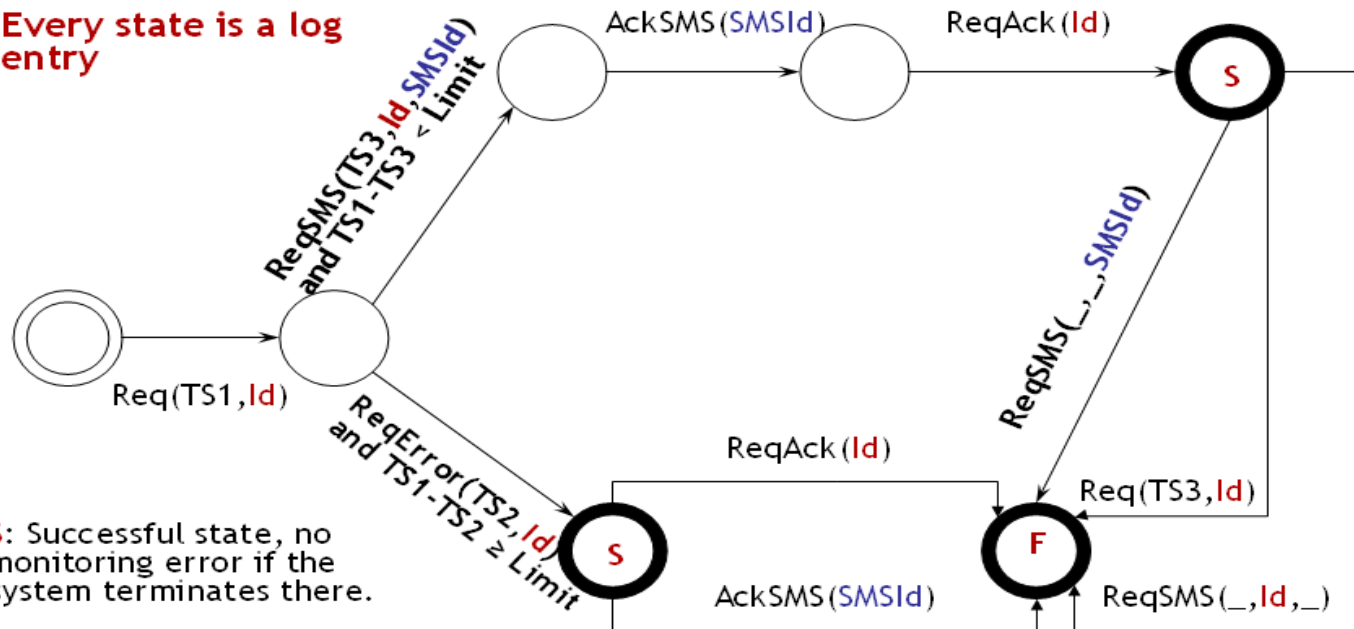 Every state is a log
entry
AckSMS(SMSId)
ReqAck(Id)
S
ReqSMS(TS3,Id,SMSId)
and TS1-TS3 < Limit
ReqSMS(_,_,SMSId)
Req(TS1,Id)
ReqError(TS2,Id)
and TS1-TS2 ≥ Limit
ReqAck(Id)
Req(TS3,Id)
S
F
S: Successful state, no
monitoring error if the
system terminates there.
AckSMS(SMSId)
ReqSMS(_,Id,_)